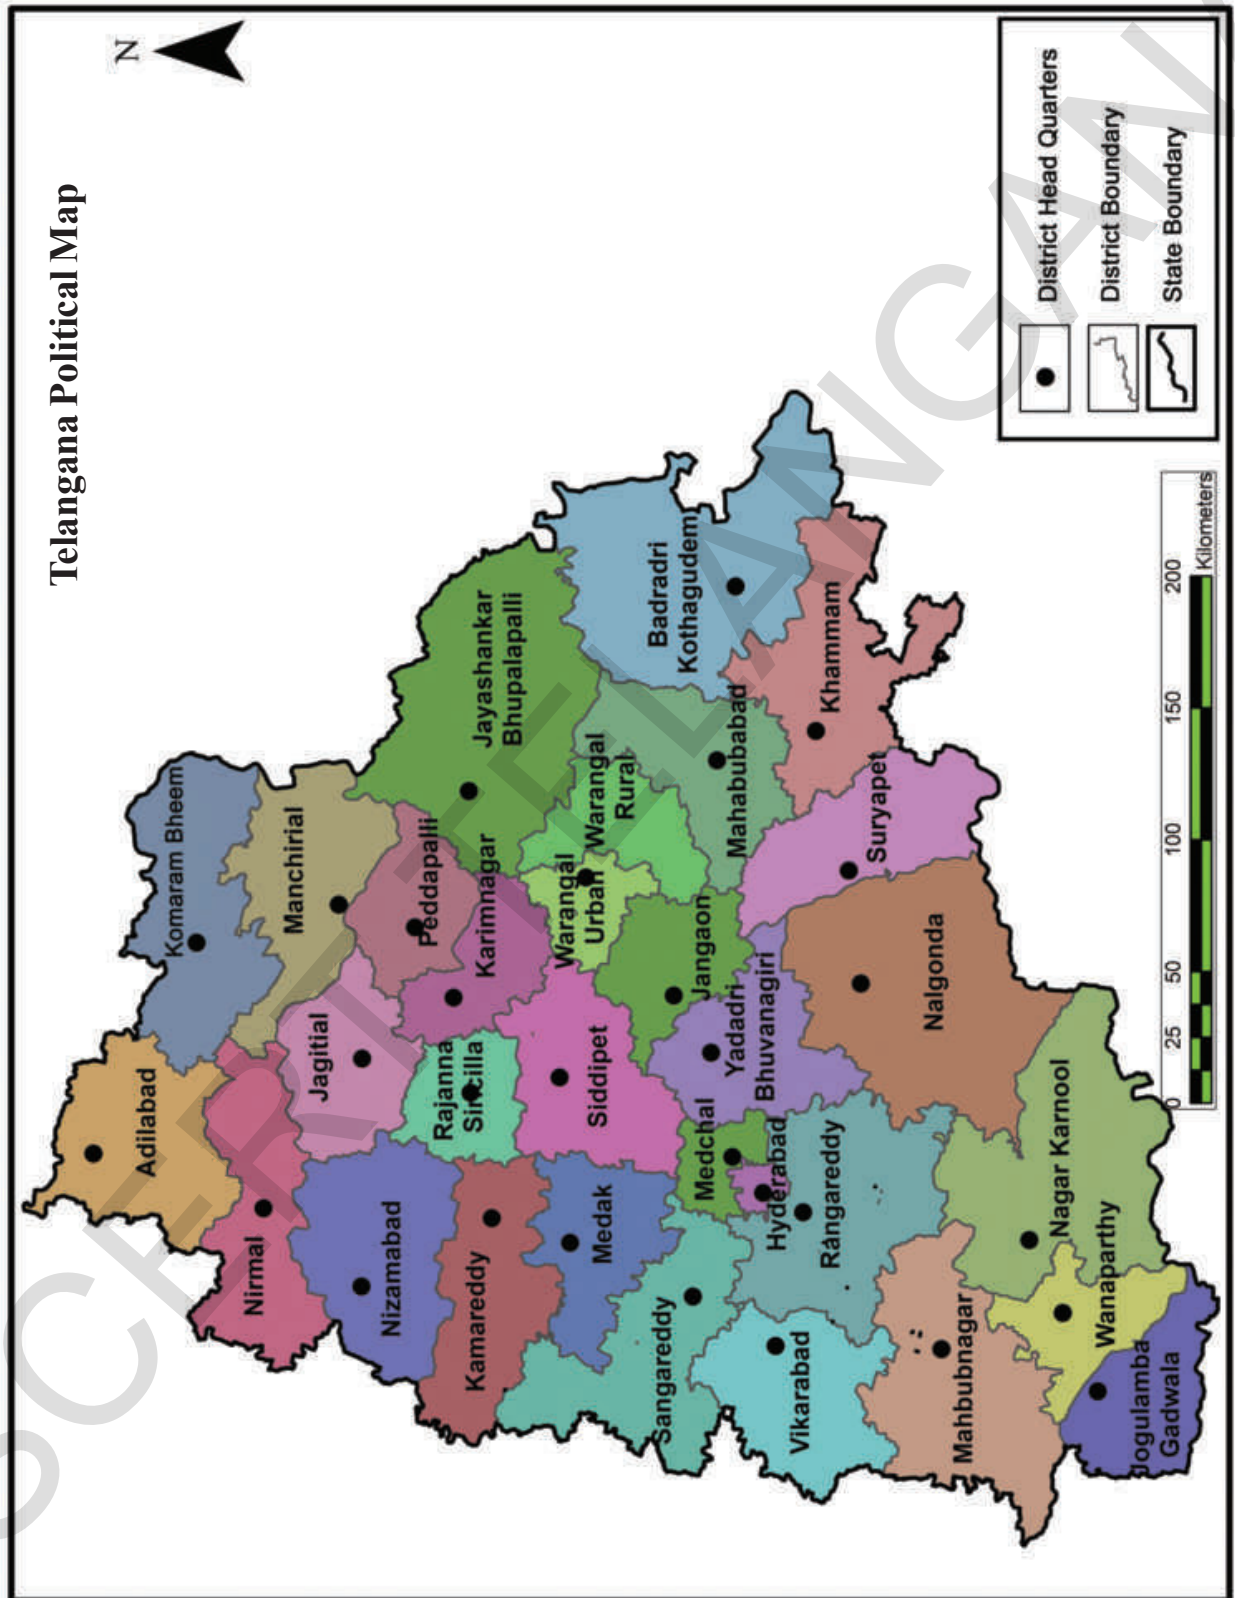 Telangana Political Map
N
Adilabad
Komaram Bheem
Nirmal
Manchirial
Jagitial
Peddapalli
Nizamabad
Karimnagar
Rajanna
Sircilla
Jayashankar
Bhupalapalli
Kamareddy
Warangal
Urban
Warangal
Rural
Siddipet
Medak
Badradri
Kothagudem
Mahabubabad
Jangaon
Sangareddy
Medchal
Yadadri
Bhuvanagiri
Hyderabad
Khammam
Suryapet
Vikarabad
Rangareddy
Nalgonda
Mahbubnagar
Nagar Karnool
Wanaparthy
Jogulamba
Gadwala
District Head Quarters
District Boundary
State Boundary
0 25 50 100 150 200
Kilometers
SCERT TELANGANA